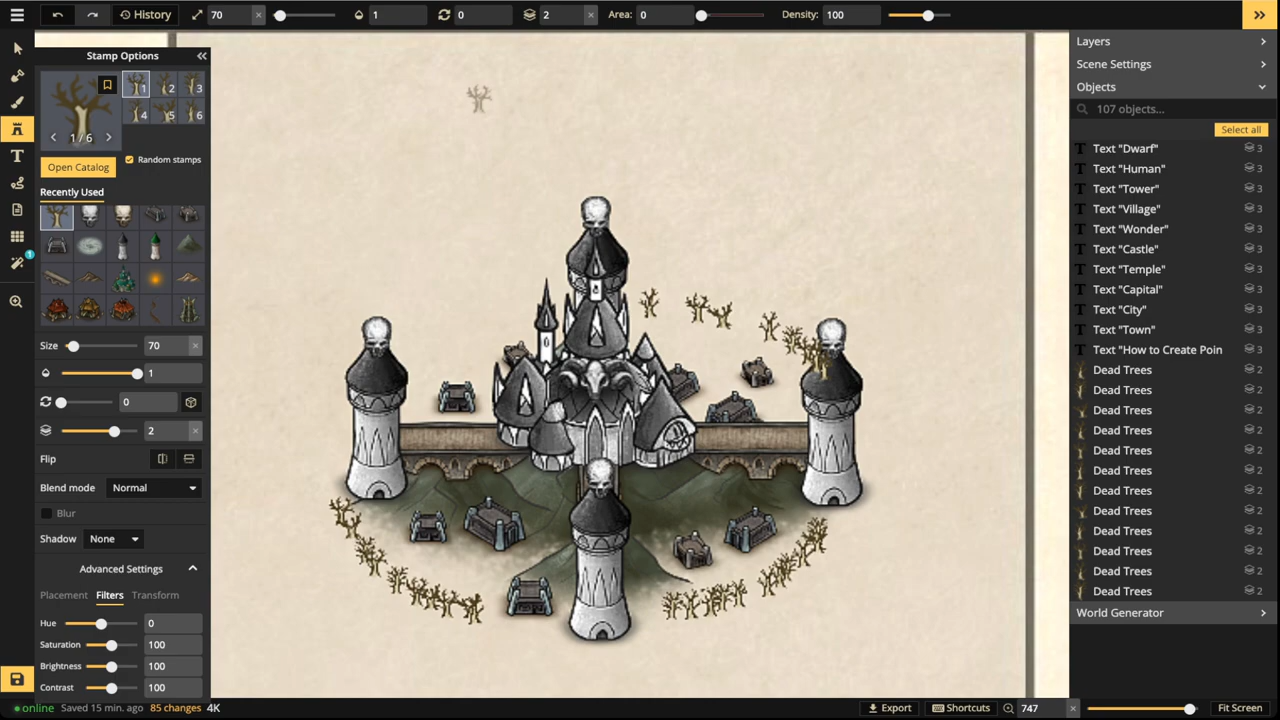 History
70 ×
1
0
2 ×
Area: 0
Density: 100
Stamp Options
1/6
1 2 3
4 5 6
Open Catalog
Random stamps
Recently Used
1
Size 70 ×
1
0
2 ×
Flip
Blend mode Normal
Blur
Shadow None
Advanced Settings
Placement Filters Transform
Hue 0
Saturation 100
Brightness 100
Contrast 100
Layers
Scene Settings
Objects
107 objects...
Select all
T Text "Dwarf" 3
T Text "Human" 3
T Text "Tower" 3
T Text "Village" 3
T Text "Wonder" 3
T Text "Castle" 3
T Text "Temple" 3
T Text "Capital" 3
T Text "City" 3
T Text "Town" 3
T Text "How to Create Poin 3
Dead Trees 2
Dead Trees 2
Dead Trees 2
Dead Trees 2
Dead Trees 2
Dead Trees 2
Dead Trees 2
Dead Trees 2
Dead Trees 2
Dead Trees 2
Dead Trees 2
Dead Trees 2
World Generator
online Saved 15 min. ago 85 changes 4K
Export
Shortcuts
747 ×
Fit Screen